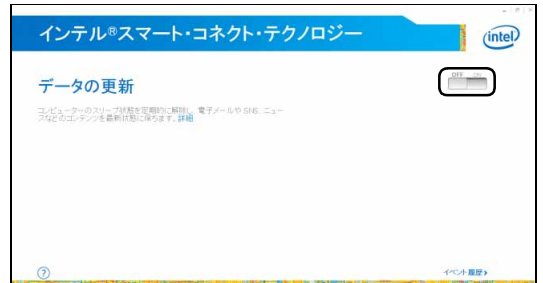 インテル®スマート・コネクト・テクノロジー
intel
データの更新
OFF ON
コンピューターのスリープ状態を定期的に解除し、電子メールや SNS、ニュー
スなどのコンテンツを最新状態に保ちます。詳細
?
イベント履歴